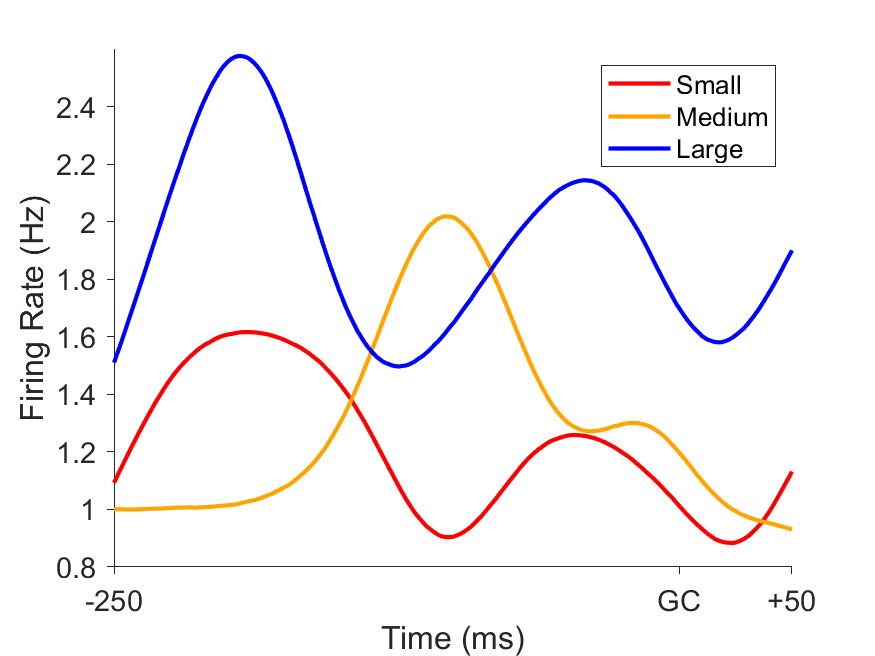 Firing Rate (Hz)
2.4
2.2
2
1.8
1.6
1.4
1.2
1
0.8
Small
Medium
Large
-250
GC
+50
Time (ms)